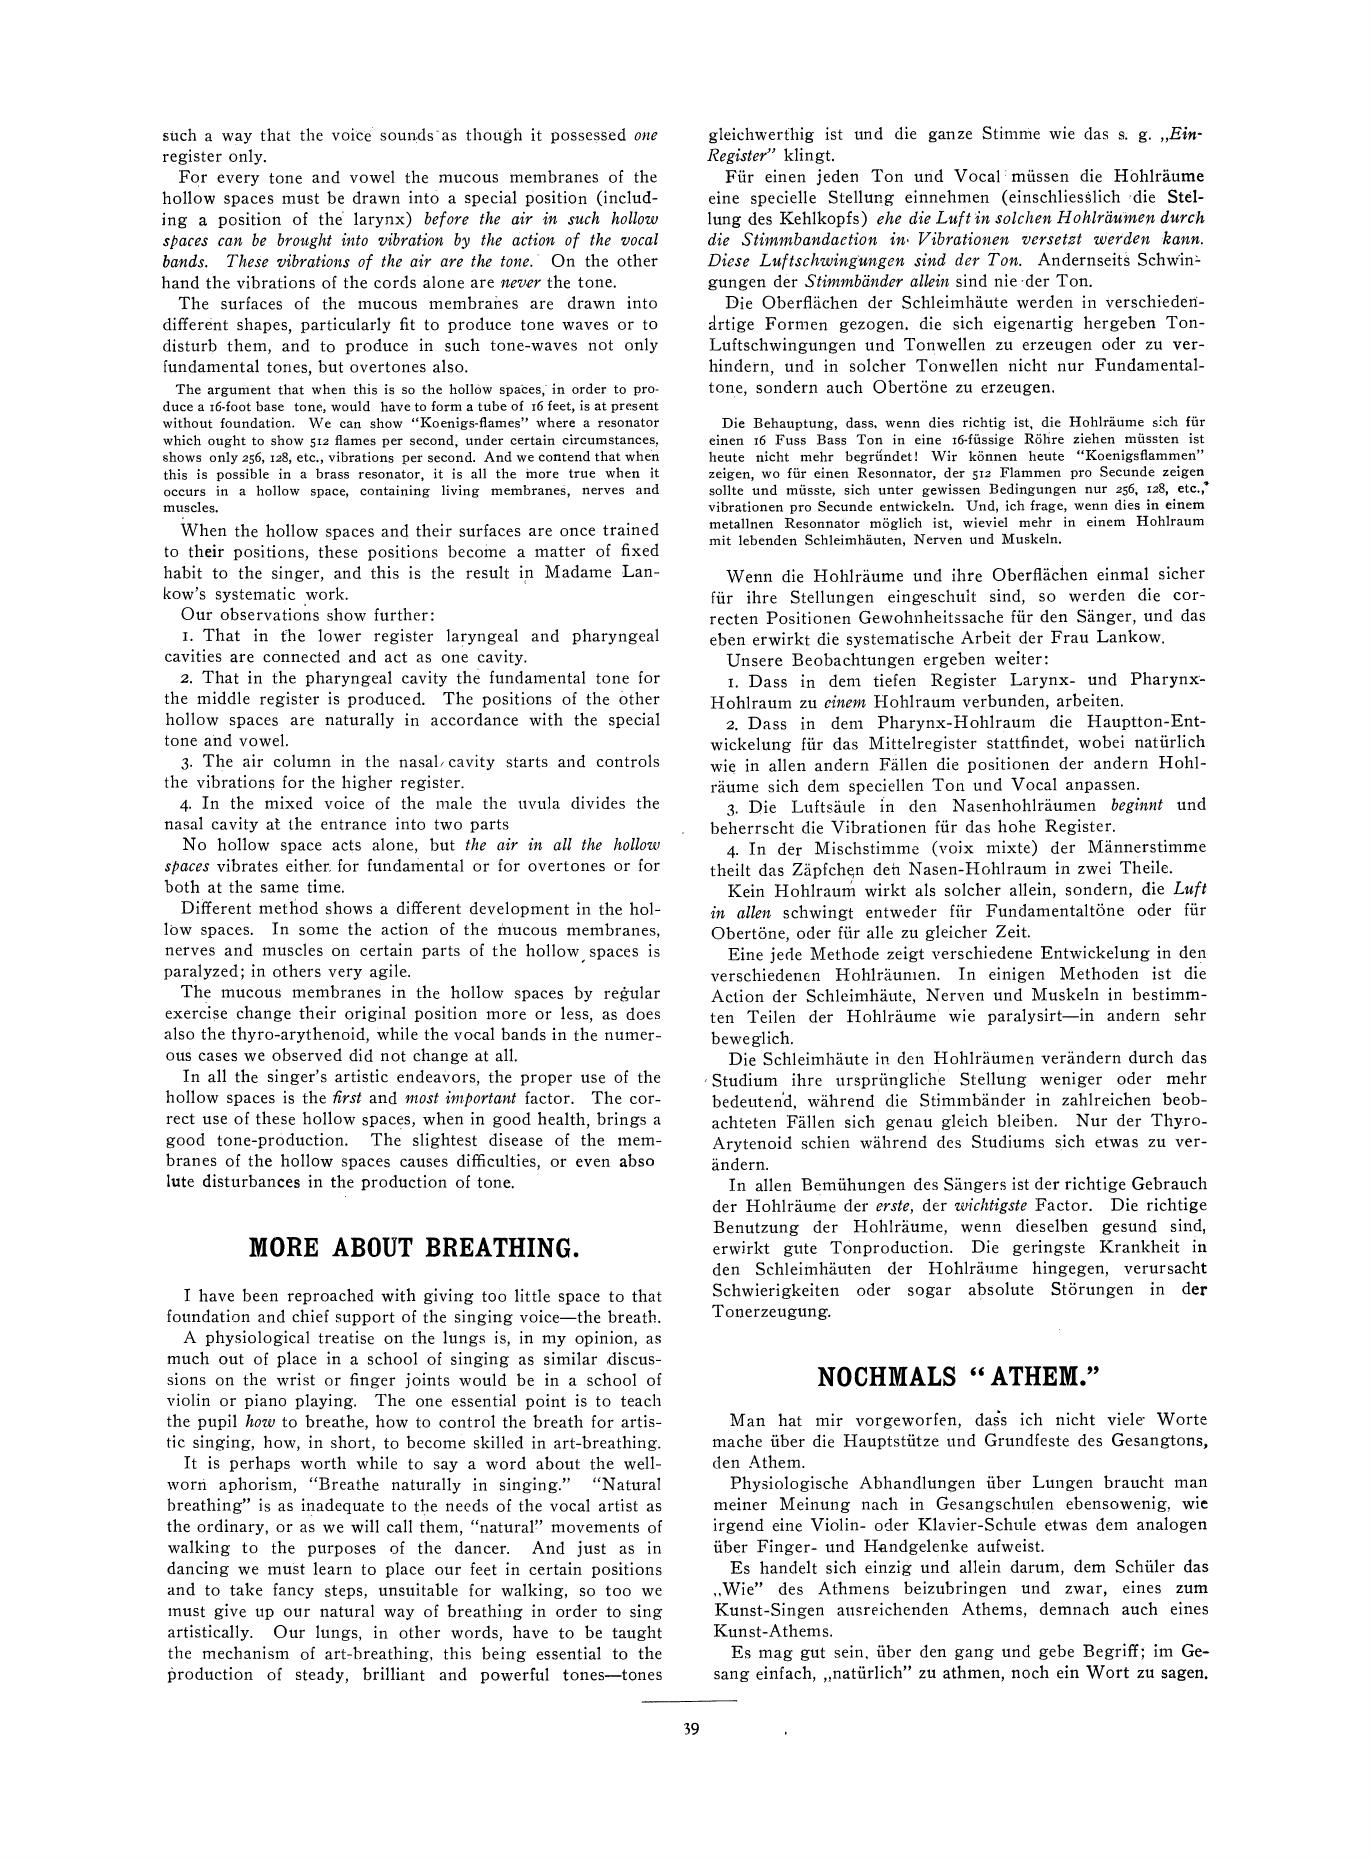 such a way that the voice sounds as though it possessed one
register only.
For every tone and vowel the mucous membranes of the
hollow spaces must be drawn into a special position (includ-
ing a position of the larynx) before the air in such hollow
spaces can be brought into vibration by the action of the vocal
bands. These vibrations of the air are the tone. On the other
hand the vibrations of the cords alone are never the tone.
The surfaces of the mucous membranes are drawn into
different shapes, particularly fit to produce tone waves or to
disturb them, and to produce in such tone-waves not only
fundamental tones, but overtones also.
The argument that when this is so the hollow spaces, in order to pro-
duce a 16-foot base tone, would have to form a tube of 16 feet, is at present
without foundation. We can show “Koenigs-flames” where a resonator
which ought to show 512 flames per second, under certain circumstances,
shows only 256, 128, etc., vibrations per second. And we contend that when
this is possible in a brass resonator, it is all the more true when it
occurs in a hollow space, containing living membranes, nerves and
muscles.
When the hollow spaces and their surfaces are once trained
to their positions, these positions become a matter of fixed
habit to the singer, and this is the result in Madame Lan-
kow's systematic work.
Our observations show further:
1. That in the lower register laryngeal and pharyngeal
cavities are connected and act as one cavity.
2. That in the pharyngeal cavity the fundamental tone for
the middle register is produced. The positions of the other
hollow spaces are naturally in accordance with the special
tone and vowel.
3. The air column in the nasal cavity starts and controls
the vibrations for the higher register.
4. In the mixed voice of the male the uvula divides the
nasal cavity at the entrance into two parts
No hollow space acts alone, but the air in all the hollow
spaces vibrates either for fundamental or for overtones or for
both at the same time.
Different method shows a different development in the hol-
low spaces. In some the action of the mucous membranes,
nerves and muscles on certain parts of the hollow spaces is
paralyzed; in others very agile.
The mucous membranes in the hollow spaces by regular
exercise change their original position more or less, as does
also the thyro-arythenoid, while the vocal bands in the numer-
ous cases we observed did not change at all.
In all the singer's artistic endeavors, the proper use of the
hollow spaces is the first and most important factor. The cor-
rect use of these hollow spaces, when in good health, brings a
good tone-production. The slightest disease of the mem-
branes of the hollow spaces causes difficulties, or even abso
lute disturbances in the production of tone.
MORE ABOUT BREATHING.
I have been reproached with giving too little space to that
foundation and chief support of the singing voice—the breath.
A physiological treatise on the lungs is, in my opinion, as
much out of place in a school of singing as similar discus-
sions on the wrist or finger joints would be in a school of
violin or piano playing. The one essential point is to teach
the pupil how to breathe, how to control the breath for artis-
tic singing, how, in short, to become skilled in art-breathing.
It is perhaps worth while to say a word about the well-
worn aphorism, “Breathe naturally in singing.” “Natural
breathing” is as inadequate to the needs of the vocal artist as
the ordinary, or as we will call them, “natural” movements of
walking to the purposes of the dancer. And just as in
dancing we must learn to place our feet in certain positions
and to take fancy steps, unsuitable for walking, so too we
must give up our natural way of breathing in order to sing
artistically. Our lungs, in other words, have to be taught
the mechanism of art-breathing, this being essential to the
production of steady, brilliant and powerful tones—tones
gleichwerthig ist und die ganze Stimme wie das s. g. „Ein-
Register” klingt.
Für einen jeden Ton und Vocal müssen die Hohlräume
eine specielle Stellung einnehmen (einschliesslich die Stel-
lung des Kehlkopfs) ehe die Luft in solchen Hohlräumen durch
die Stimmbandaction in Vibrationen versetzt werden kann.
Diese Luftschwingungen sind der Ton. Andernseits Schwin-
gungen der Stimmbänder allein sind nie der Ton.
Die Oberflächen der Schleimhäute werden in verschieden-
artige Formen gezogen, die sich eigenartig hergeben Ton-
Luftschwingungen und Tonwellen zu erzeugen oder zu ver-
hindern, und in solcher Tonwellen nicht nur Fundamental-
tone, sondern auch Obertöne zu erzeugen.
Die Behauptung, dass, wenn dies richtig ist, die Hohlräume sich für
einen 16 Fuss Bass Ton in eine 16-füssige Röhre ziehen müssten ist
heute nicht mehr begründet! Wir können heute “Koenigsflammen”
zeigen, wo für einen Resonnator, der 512 Flammen pro Secunde zeigen
sollte und müsste, sich unter gewissen Bedingungen nur 256, 128, etc.,
vibrationen pro Secunde entwickeln. Und, ich frage, wenn dies in einem
metallnen Resonnator möglich ist, wieviel mehr in einem Hohlraum
mit lebenden Schleimhäuten, Nerven und Muskeln.
Wenn die Hohlräume und ihre Oberflächen einmal sicher
für ihre Stellungen eingeschult sind, so werden die cor-
recten Positionen Gewohnheitssache für den Sänger, und das
eben erwirkt die systematische Arbeit der Frau Lankow.
Unsere Beobachtungen ergeben weiter:
1. Dass in dem tiefen Register Larynx- und Pharynx-
Hohlraum zu einem Hohlraum verbunden, arbeiten.
2. Dass in dem Pharynx-Hohlraum die Hauptton-Ent-
wickelung für das Mittelregister stattfindet, wobei natürlich
wie in allen andern Fällen die positionen der andern Hohl-
räume sich dem speciellen Ton und Vocal anpassen.
3. Die Luftsäule in den Nasenhohlräumen beginnt und
beherrscht die Vibrationen für das hohe Register.
4. In der Mischstimme (voix mixte) der Männerstimme
theilt das Zäpfchen den Nasen-Hohlraum in zwei Theile.
Kein Hohlraum wirkt als solcher allein, sondern, die Luft
in allen schwingt entweder für Fundamentaltöne oder für
Obertöne, oder für alle zu gleicher Zeit.
Eine jede Methode zeigt verschiedene Entwickelung in den
verschiedenen Hohlräumen. In einigen Methoden ist die
Action der Schleimhäute, Nerven und Muskeln in bestimm-
ten Teilen der Hohlräume wie paralysirt—in andern sehr
beweglich.
Die Schleimhäute in den Hohlräumen verändern durch das
Studium ihre ursprüngliche Stellung weniger oder mehr
bedeutend, während die Stimmbänder in zahlreichen beob-
achteten Fällen sich genau gleich bleiben. Nur der Thyro-
Arytenoid schien während des Studiums sich etwas zu ver-
ändern.
In allen Bemühungen des Sängers ist der richtige Gebrauch
der Hohlräume der erste, der wichtigste Factor. Die richtige
Benutzung der Hohlräume, wenn dieselben gesund sind,
erwirkt gute Tonproduction. Die geringste Krankheit in
den Schleimhäuten der Hohlräume hingegen, verursacht
Schwierigkeiten oder sogar absolute Störungen in der
Tonerzeugung.
NOCHMALS “ATHEM.”
Man hat mir vorgeworfen, dass ich nicht viele Worte
mache über die Hauptstütze und Grundfeste des Gesangtons,
den Athem.
Physiologische Abhandlungen über Lungen braucht man
meiner Meinung nach in Gesangschulen ebensowenig, wie
irgend eine Violin- oder Klavier-Schule etwas dem analogen
über Finger- und Handgelenke aufweist.
Es handelt sich einzig und allein darum, dem Schüler das
„Wie” des Athmens beizubringen und zwar, eines zum
Kunst-Singen ausreichenden Athems, demnach auch eines
Kunst-Athems.
Es mag gut sein, über den gang und gebe Begriff; im Ge-
sang einfach, „natürlich” zu athmen, noch ein Wort zu sagen.
39